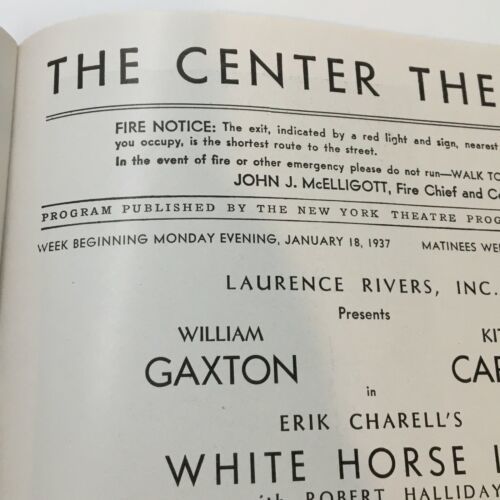 THE CENTER THE
FIRE NOTICE: The exit, indicated by a red light and sign, nearest
you occupy, is the shortest route to the street.
In the event of fire or other emergency please do not run—WALK TO
JOHN J. McELLIGOTT, Fire Chief and Co
PROGRAM PUBLISHED BY THE NEW YORK THEATRE PROG
WEEK BEGINNING MONDAY EVENING, JANUARY 18, 1937 MATINEES WE
LAURENCE RIVERS, INC.
Presents
WILLIAM KIT
GAXTON CAR
in
ERIK CHARELL'S
WHITE HORSE I
with ROBERT HALLIDAY